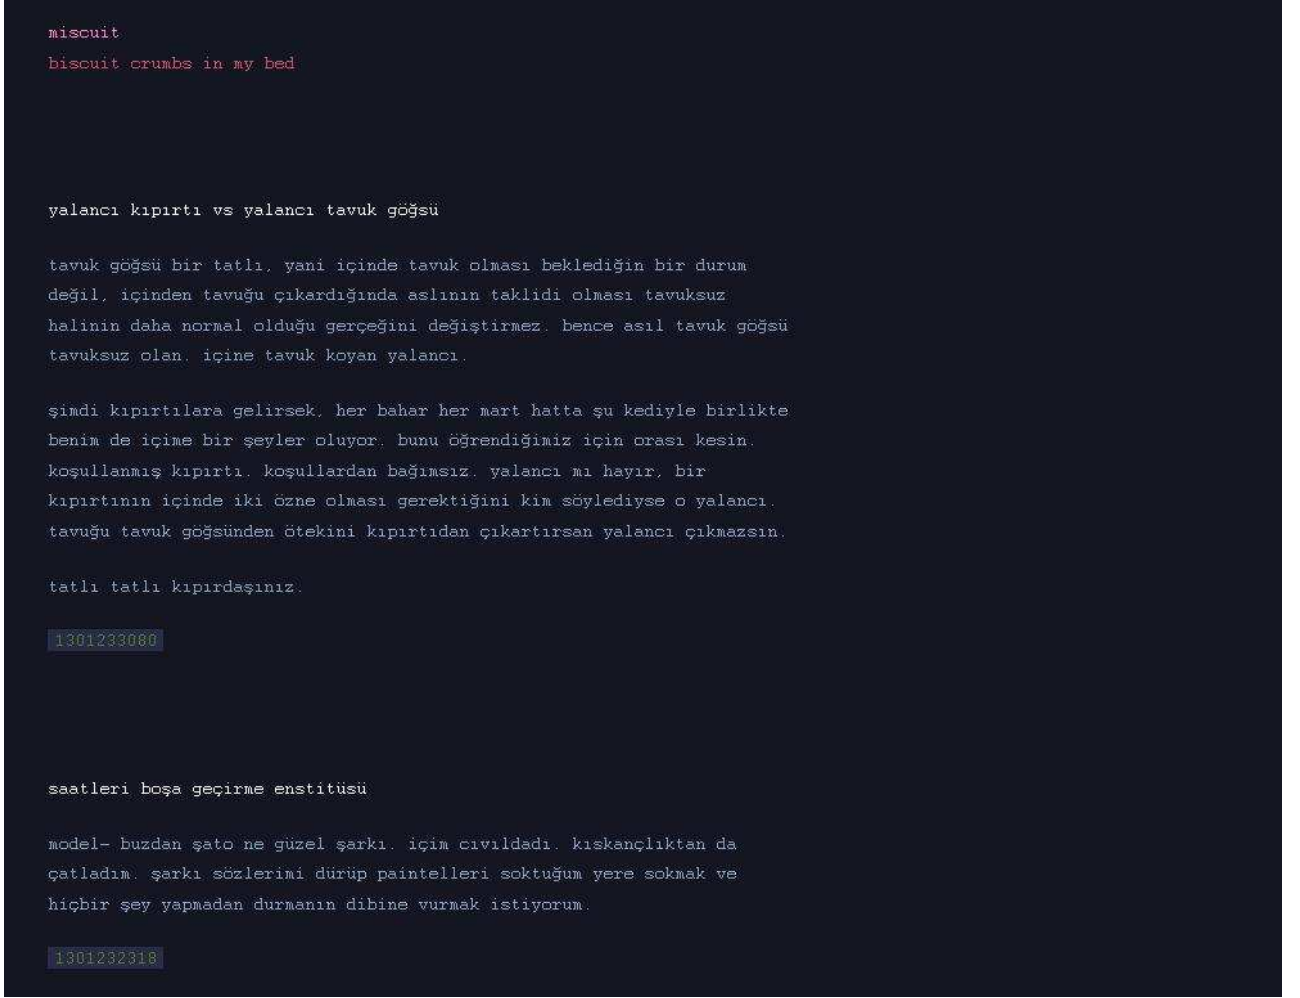 miscuit
biscuit crumbs in my bed
yalancı kıpırtı vs yalancı tavuk göğsü
tavuk göğsü bir tatlı, yani içinde tavuk olması beklediğin bir durum
değil, içinden tavuğu çıkardığında aslının taklidi olması tavuksuz
halinin daha normal olduğu gerçeğini değiştirmez. bence asıl tavuk göğsü
tavuksuz olan. içine tavuk koyan yalancı.
şimdi kıpırtılara gelirsek, her bahar her mart hatta şu kediyle birlikte
benim de içime bir şeyler oluyor. bunu öğrendiğimiz için orası kesin.
koşullanmış kıpırtı. koşullardan bağımsız. yalancı mı hayır, bir
kıpırtının içinde iki özne olması gerektiğini kim söylediyse o yalancı.
tavuğu tavuk göğsünden ötekini kıpırtıdan çıkartırsan yalancı çıkmazsın.
tatlı tatlı kıpırdaşınız.
1301233080
saatleri boşa geçirme enstitüsü
model- buzdan şato ne güzel şarkı. içim cıvıldadı. kıskançlıktan da
çatladım. şarkı sözlerimi dürüp paintelleri soktuğum yere sokmak ve
hiçbir şey yapmadan durmanın dibine vurmak istiyorum.
1301232318